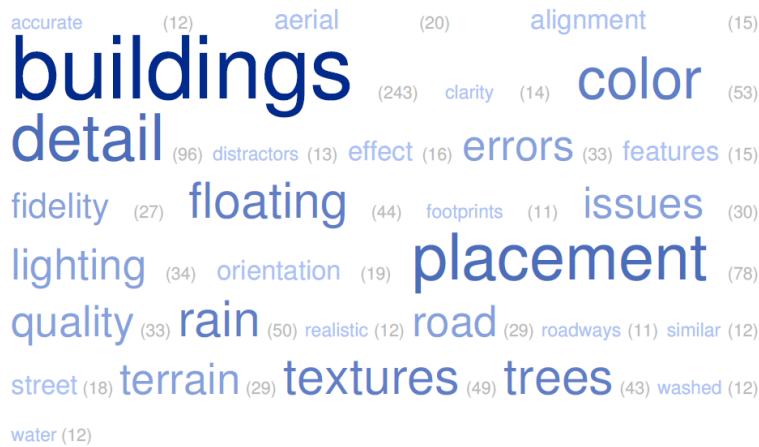 accurate (12) aerial (20) alignment (15)
buildings (243) clarity (14) color (53)
detail (96) distractors (13) effect (16) errors (33) features (15)
fidelity (27) floating (44) footprints (11) issues (30)
lighting (34) orientation (19) placement (78)
quality (33) rain (50) realistic (12) road (29) roadways (11) similar (12)
street (18) terrain (29) textures (49) trees (43) washed (12)
water (12)